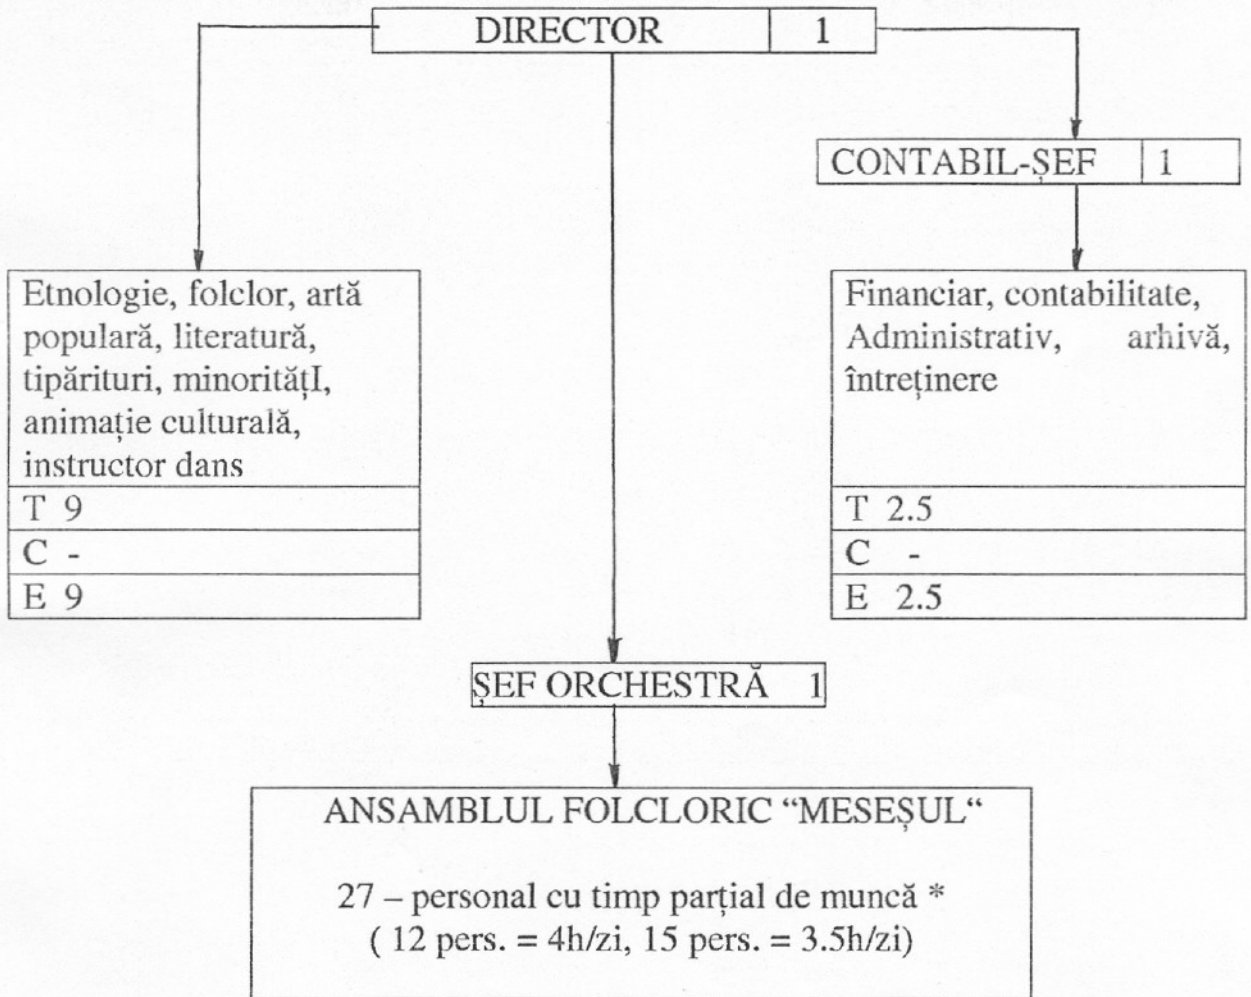 DIRECTOR 1
CONTABIL-ȘEF 1
Etnologie, folclor, artă
populară, literatură,
tipărituri, minoritățI,
animație culturală,
instructor dans
T 9
C -
E 9
Financiar, contabilitate,
Administrativ, arhivă,
întreținere
T 2.5
C -
E 2.5
ȘEF ORCHESTRĂ 1
ANSAMBLUL FOLCLORIC “MESEȘUL“
27 – personal cu timp parțial de muncă *
( 12 pers. = 4h/zi, 15 pers. = 3.5h/zi)